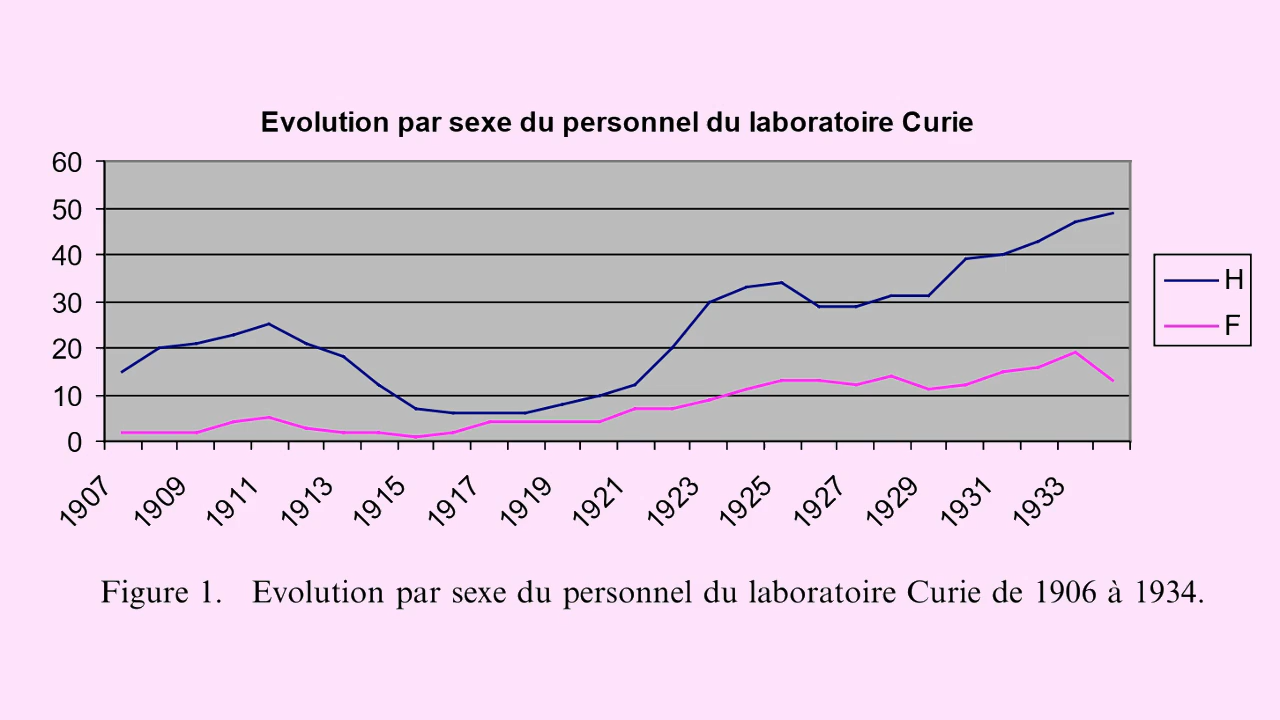 Evolution par sexe du personnel du laboratoire Curie
60
50
40
30
20
10
0
1907 1909 1911 1913 1915 1917 1919 1921 1923 1925 1927 1929 1931 1933
H
F
Figure 1. Evolution par sexe du personnel du laboratoire Curie de 1906 à 1934.